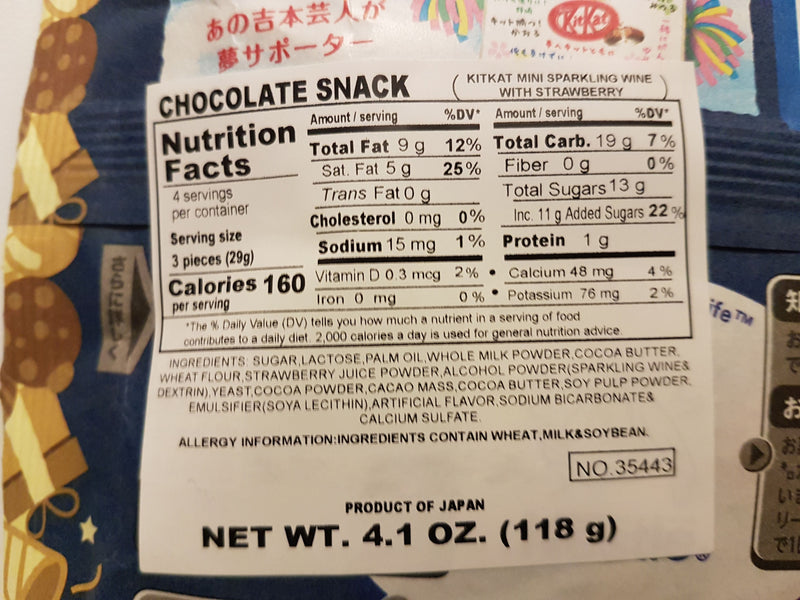 あの吉本芸人が
夢サポーター
KitKat
CHOCOLATE SNACK
(KITKAT MINI SPARKLING WINE
WITH STRAWBERRY)
Nutrition
Facts
4 servings
per container
Serving size
3 pieces (29g)
Calories 160
per serving
Amount / serving %DV*
Total Fat 9 g 12%
Sat. Fat 5 g 25%
Trans Fat 0 g
Cholesterol 0 mg 0%
Sodium 15 mg 1%
Vitamin D 0.3 mcg 2% •
Iron 0 mg 0% •
Amount / serving %DV*
Total Carb. 19 g 7%
Fiber 0 g 0%
Total Sugars 13 g
Inc. 11 g Added Sugars 22%
Protein 1 g
Calcium 48 mg 4%
Potassium 76 mg 2%
*The % Daily Value (DV) tells you how much a nutrient in a serving of food
contributes to a daily diet. 2,000 calories a day is used for general nutrition advice.
INGREDIENTS: SUGAR,LACTOSE,PALM OIL,WHOLE MILK POWDER,COCOA BUTTER,
WHEAT FLOUR,STRAWBERRY JUICE POWDER,ALCOHOL POWDER(SPARKLING WINE&
DEXTRIN),YEAST,COCOA POWDER,CACAO MASS,COCOA BUTTER,SOY PULP POWDER,
EMULSIFIER(SOYA LECITHIN),ARTIFICIAL FLAVOR,SODIUM BICARBONATE&
CALCIUM SULFATE.
ALLERGY INFORMATION:INGREDIENTS CONTAIN WHEAT,MILK&SOYBEAN.
NO.35443
PRODUCT OF JAPAN
NET WT. 4.1 OZ. (118 g)
ife™